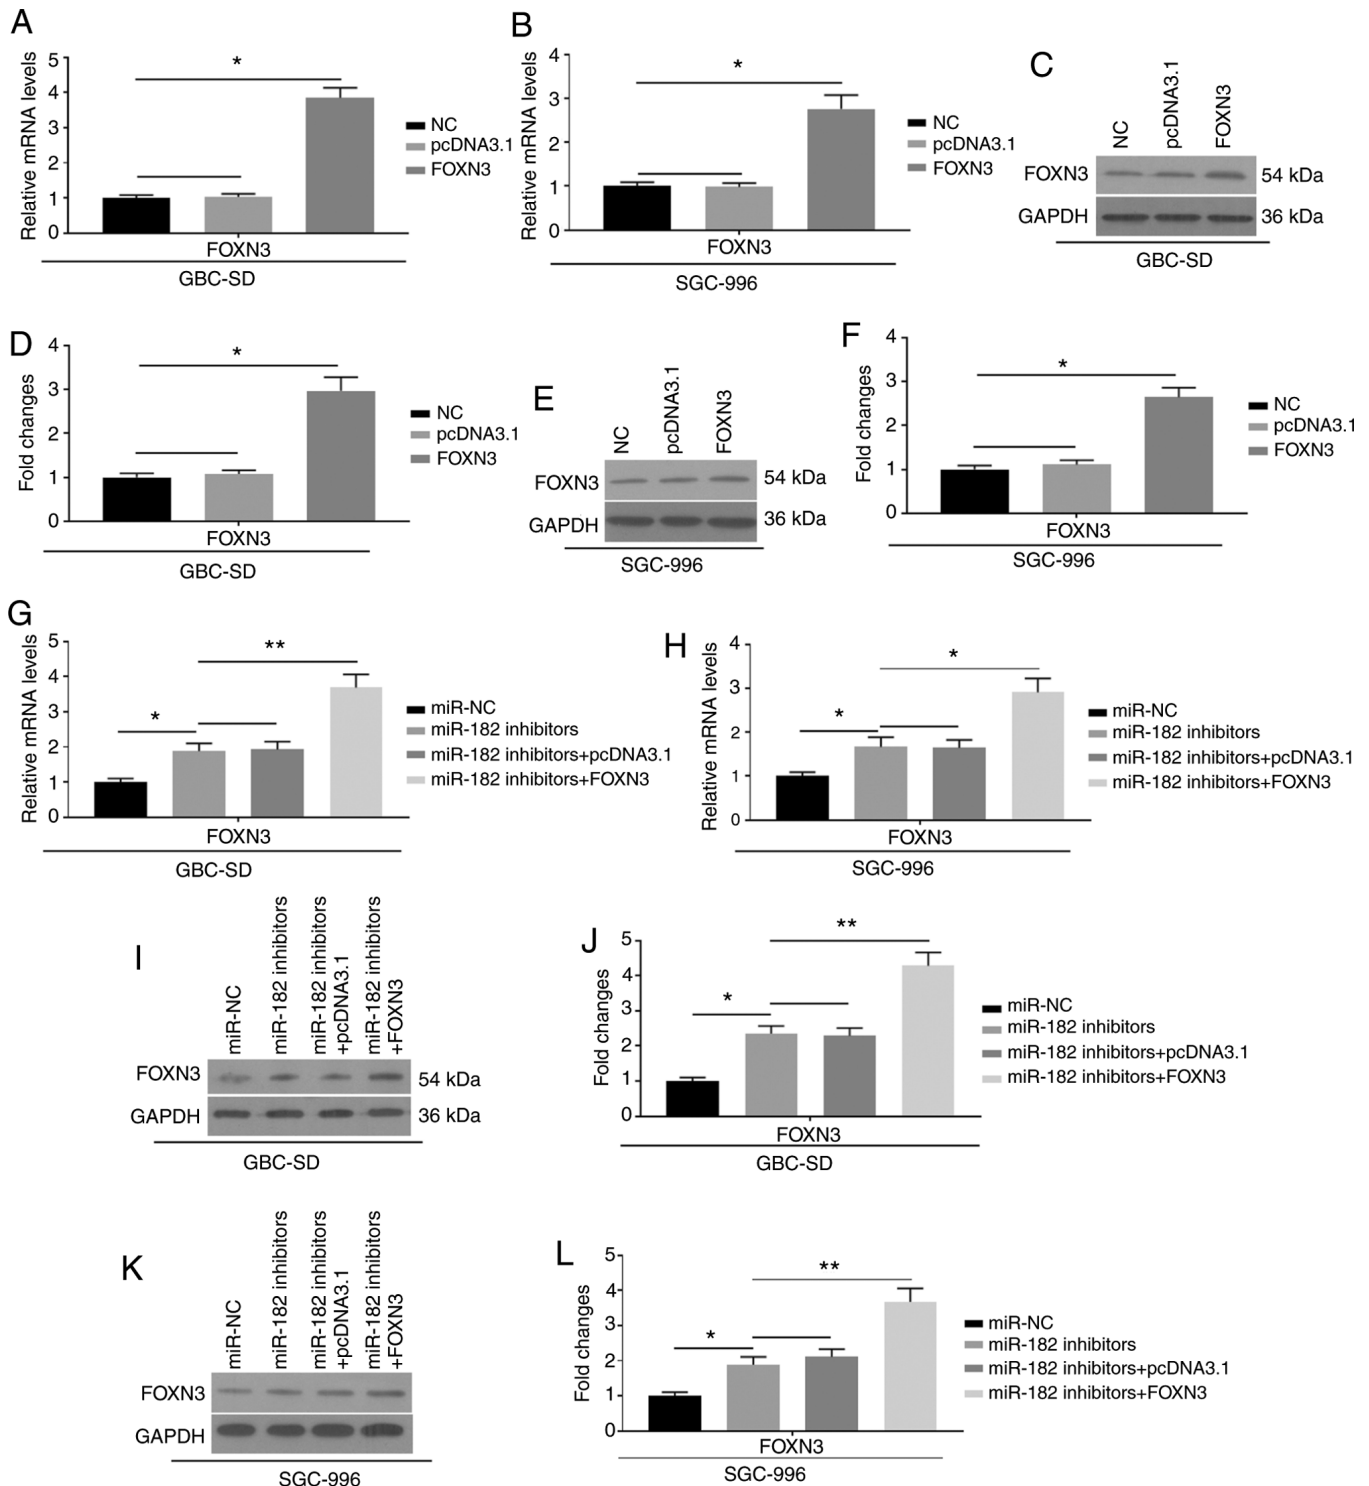 A
Relative mRNA levels
5
4
3
2
1
0
*
NC
pcDNA3.1
FOXN3
FOXN3
GBC-SD
B
Relative mRNA levels
4
3
2
1
0
*
NC
pcDNA3.1
FOXN3
FOXN3
SGC-996
C
NC
pcDNA3.1
FOXN3
FOXN3
54 kDa
GAPDH
36 kDa
GBC-SD
D
Fold changes
4
3
2
1
0
*
NC
pcDNA3.1
FOXN3
FOXN3
GBC-SD
E
NC
pcDNA3.1
FOXN3
FOXN3
54 kDa
GAPDH
36 kDa
SGC-996
F
Fold changes
4
3
2
1
0
*
NC
pcDNA3.1
FOXN3
FOXN3
SGC-996
G
Relative mRNA levels
5
4
3
2
1
0
*
**
miR-NC
miR-182 inhibitors
miR-182 inhibitors+pcDNA3.1
miR-182 inhibitors+FOXN3
FOXN3
GBC-SD
H
Relative mRNA levels
4
3
2
1
0
*
*
miR-NC
miR-182 inhibitors
miR-182 inhibitors+pcDNA3.1
miR-182 inhibitors+FOXN3
FOXN3
SGC-996
I
miR-NC
miR-182 inhibitors
miR-182 inhibitors
+pcDNA3.1
miR-182 inhibitors
+FOXN3
FOXN3
54 kDa
GAPDH
36 kDa
GBC-SD
J
Fold changes
5
4
3
2
1
0
*
**
miR-NC
miR-182 inhibitors
miR-182 inhibitors+pcDNA3.1
miR-182 inhibitors+FOXN3
FOXN3
GBC-SD
K
miR-NC
miR-182 inhibitors
miR-182 inhibitors
+pcDNA3.1
miR-182 inhibitors
+FOXN3
FOXN3
GAPDH
SGC-996
L
Fold changes
5
4
3
2
1
0
*
**
miR-NC
miR-182 inhibitors
miR-182 inhibitors+pcDNA3.1
miR-182 inhibitors+FOXN3
FOXN3
SGC-996